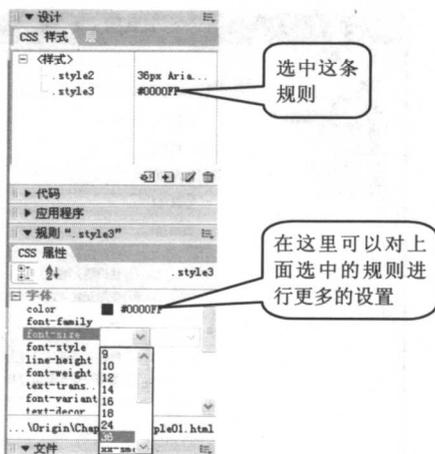 设计
CSS 样式 层
<样式>
.style2 36px Aria...
.style3 #0000FF
选中这条
规则
代码
应用程序
规则 “.style3”
CSS 属性
.style3
在这里可以对上
面选中的规则进
行更多的设置
字体
color #0000FF
font-family
font-size
font-style
line-height
font-weight
text-trans..
font-variant
text-decor
9
10
12
14
16
18
24
36
xx-sm
...\Origin\Chap ple01.html
文件